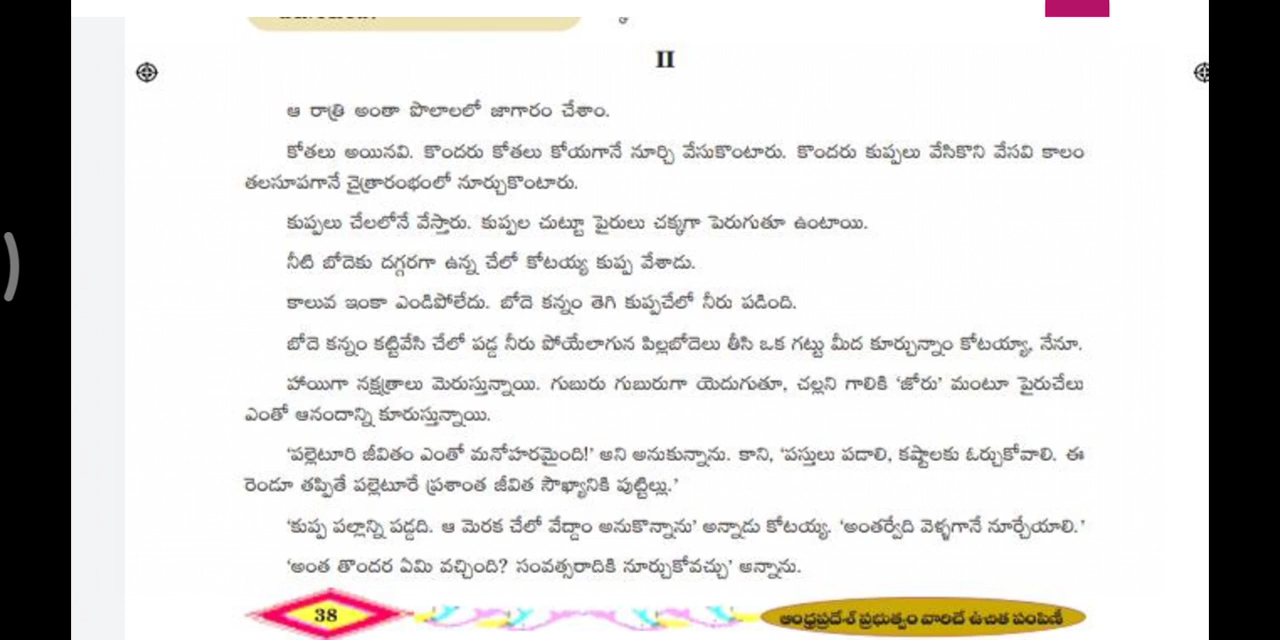 II
ఆ రాత్రి అంతా పొలాలలో జాగారం చేశాం.
కోతలు అయినవి. కొందరు కోతలు కోయగానే నూర్చి వేసుకొంటారు. కొందరు కుప్పలు వేసికొని వేసవి కాలం
తలసూపగానే చైత్రారంభంలో నూర్చుకొంటారు.
కుప్పలు చేలలోనే వేస్తారు. కుప్పల చుట్టూ పైరులు చక్కగా పెరుగుతూ ఉంటాయి.
నీటి బోదెకు దగ్గరగా ఉన్న చేలో కోటయ్య కుప్ప వేశాడు.
కాలువ ఇంకా ఎండిపోలేదు. బోదె కన్నం తెగి కుప్పచేలో నీరు పడింది.
బోదె కన్నం కట్టివేసి చేలో పడ్డ నీరు పోయేలాగున పిల్లబోదెలు తీసి ఒక గట్టు మీద కూర్చున్నాం కోటయ్యా, నేనూ.
హాయిగా నక్షత్రాలు మెరుస్తున్నాయి. గుబురు గుబురుగా యెదుగుతూ, చల్లని గాలికి ‘జోరు’ మంటూ పైరుచేలు
ఎంతో ఆనందాన్ని కూరుస్తున్నాయి.
‘పల్లెటూరి జీవితం ఎంతో మనోహరమైంది!’ అని అనుకున్నాను. కాని, ‘పస్తులు పడాలి, కష్టాలకు ఓర్చుకోవాలి. ఈ
రెండూ తప్పితే పల్లెటూరే ప్రశాంత జీవిత సౌఖ్యానికి పుట్టిల్లు.’
‘కుప్ప పల్లాన్ని పడ్డది. ఆ మెరక చేలో వేద్దాం అనుకొన్నాను’ అన్నాడు కోటయ్య. ‘అంతర్వేది వెళ్ళగానే నూర్చేయాలి.’
‘అంత తొందర ఏమి వచ్చింది? సంవత్సరాదికి నూర్చుకోవచ్చు’ అన్నాను.
38
ఆంధ్రప్రదేశ్ ప్రభుత్వం వారిచే ఉచిత పంపిణీ